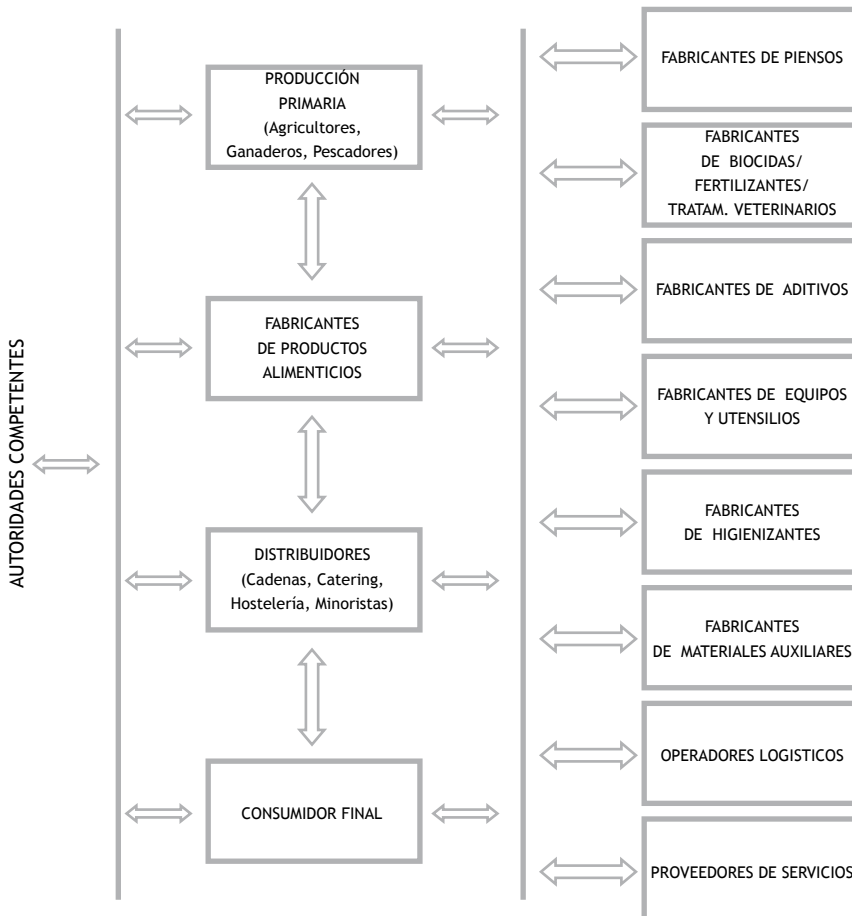 AUTORIDADES COMPETENTES
PRODUCCIÓN
PRIMARIA
(Agricultores,
Ganaderos, Pescadores)
FABRICANTES
DE PRODUCTOS
ALIMENTICIOS
DISTRIBUIDORES
(Cadenas, Catering,
Hostelería, Minoristas)
CONSUMIDOR FINAL
FABRICANTES DE PIENSOS
FABRICANTES
DE BIOCIDAS/
FERTILIZANTES/
TRATAM. VETERINARIOS
FABRICANTES DE ADITIVOS
FABRICANTES DE EQUIPOS
Y UTENSILIOS
FABRICANTES
DE HIGIENIZANTES
FABRICANTES
DE MATERIALES AUXILIARES
OPERADORES LOGISTICOS
PROVEEDORES DE SERVICIOS